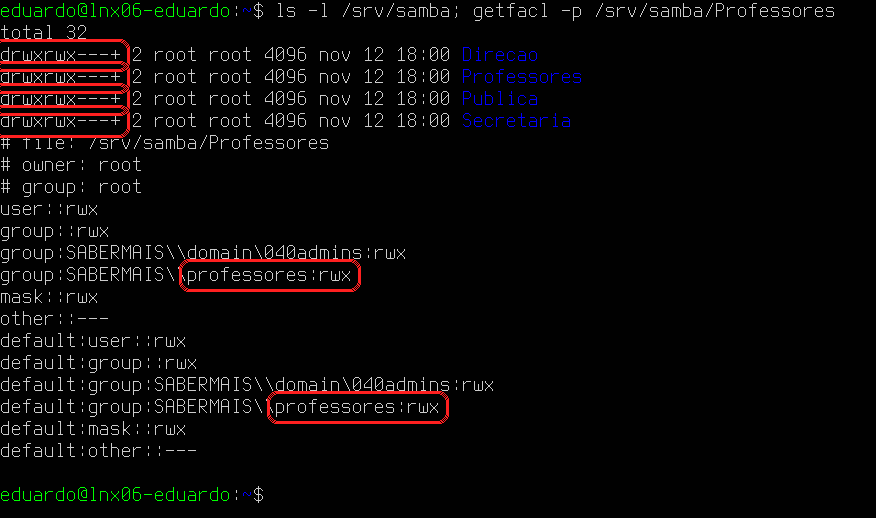 eduardo@lnx06-eduardo:~$ ls -l /srv/samba; getfacl -p /srv/samba/Professores
total 32
drwxrwx---+ 2 root root 4096 nov 12 18:00 Direcao
drwxrwx---+ 2 root root 4096 nov 12 18:00 Professores
drwxrwx---+ 2 root root 4096 nov 12 18:00 Publica
drwxrwx---+ 2 root root 4096 nov 12 18:00 Secretaria
# file: /srv/samba/Professores
# owner: root
# group: root
user::rwx
group::rwx
group:SABERMAIS\\domain\040admins:rwx
group:SABERMAIS\\professores:rwx
mask::rwx
other::---
default:user::rwx
default:group::rwx
default:group:SABERMAIS\\domain\040admins:rwx
default:group:SABERMAIS\\professores:rwx
default:mask::rwx
default:other::---
eduardo@lnx06-eduardo:~$